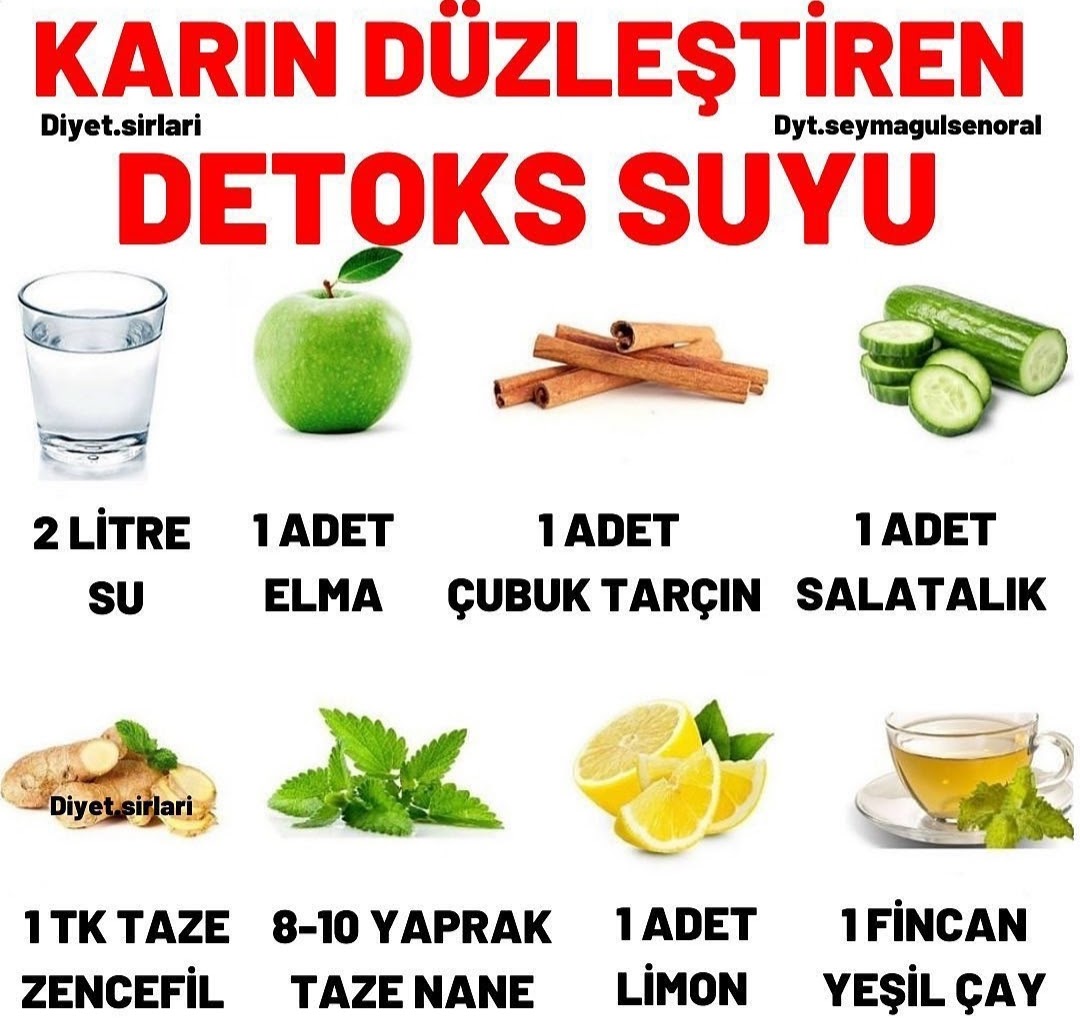 KARIN DÜZLEŞTİREN
Diyet.sirlari
Dyt.seymagulsenoral
DETOKS SUYU
2 LİTRE
SU
1 ADET
ELMA
1 ADET
ÇUBUK TARÇIN
1 ADET
SALATALIK
Diyet.sirlari
1 TK TAZE
ZENCEFİL
8-10 YAPRAK
TAZE NANE
1 ADET
LİMON
1 FİNCAN
YEŞİL ÇAY